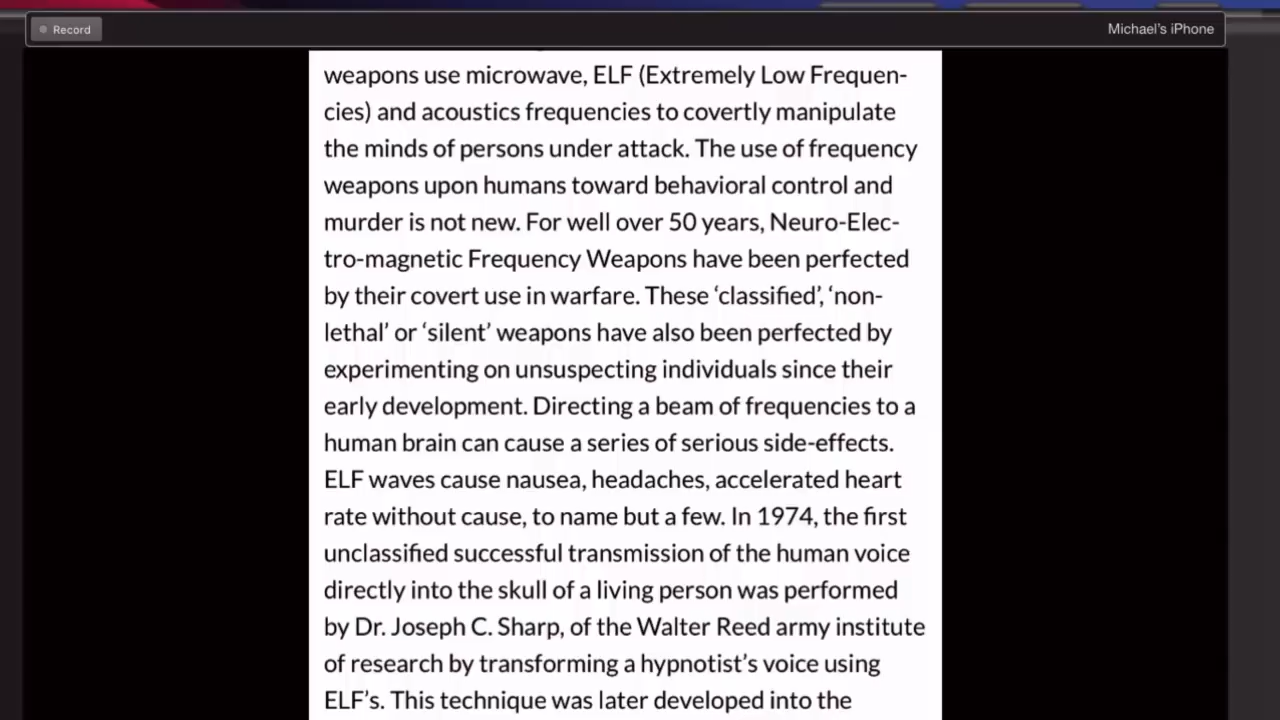 Record
Michael's iPhone
weapons use microwave, ELF (Extremely Low Frequen-
cies) and acoustics frequencies to covertly manipulate
the minds of persons under attack. The use of frequency
weapons upon humans toward behavioral control and
murder is not new. For well over 50 years, Neuro-Elec-
tro-magnetic Frequency Weapons have been perfected
by their covert use in warfare. These ‘classified’, ‘non-
lethal’ or ‘silent’ weapons have also been perfected by
experimenting on unsuspecting individuals since their
early development. Directing a beam of frequencies to a
human brain can cause a series of serious side-effects.
ELF waves cause nausea, headaches, accelerated heart
rate without cause, to name but a few. In 1974, the first
unclassified successful transmission of the human voice
directly into the skull of a living person was performed
by Dr. Joseph C. Sharp, of the Walter Reed army institute
of research by transforming a hypnotist’s voice using
ELF’s. This technique was later developed into the